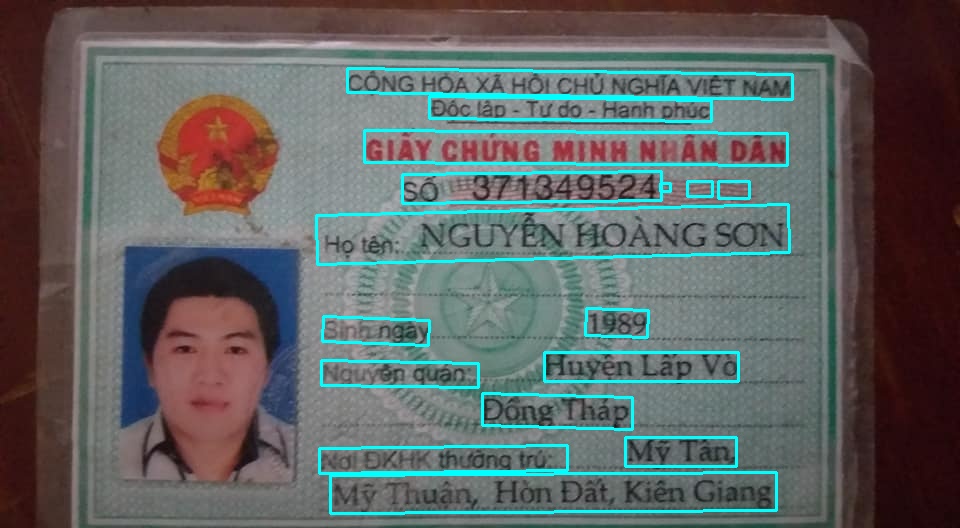 CỘNG HÒA XÃ HỘI CHỦ NGHĨA VIỆT NAM
Độc lập - Tự do - Hạnh phúc
GIẤY CHỨNG MINH NHÂN DÂN
SỐ 371349524
Họ tên: NGUYỄN HOÀNG SƠN
Sinh ngày 1989
Nguyên quán: Huyện Lấp Vò
Đồng Tháp
Nơi ĐKHK thường trú: Mỹ Tân,
Mỹ Thuận, Hòn Đất, Kiên Giang